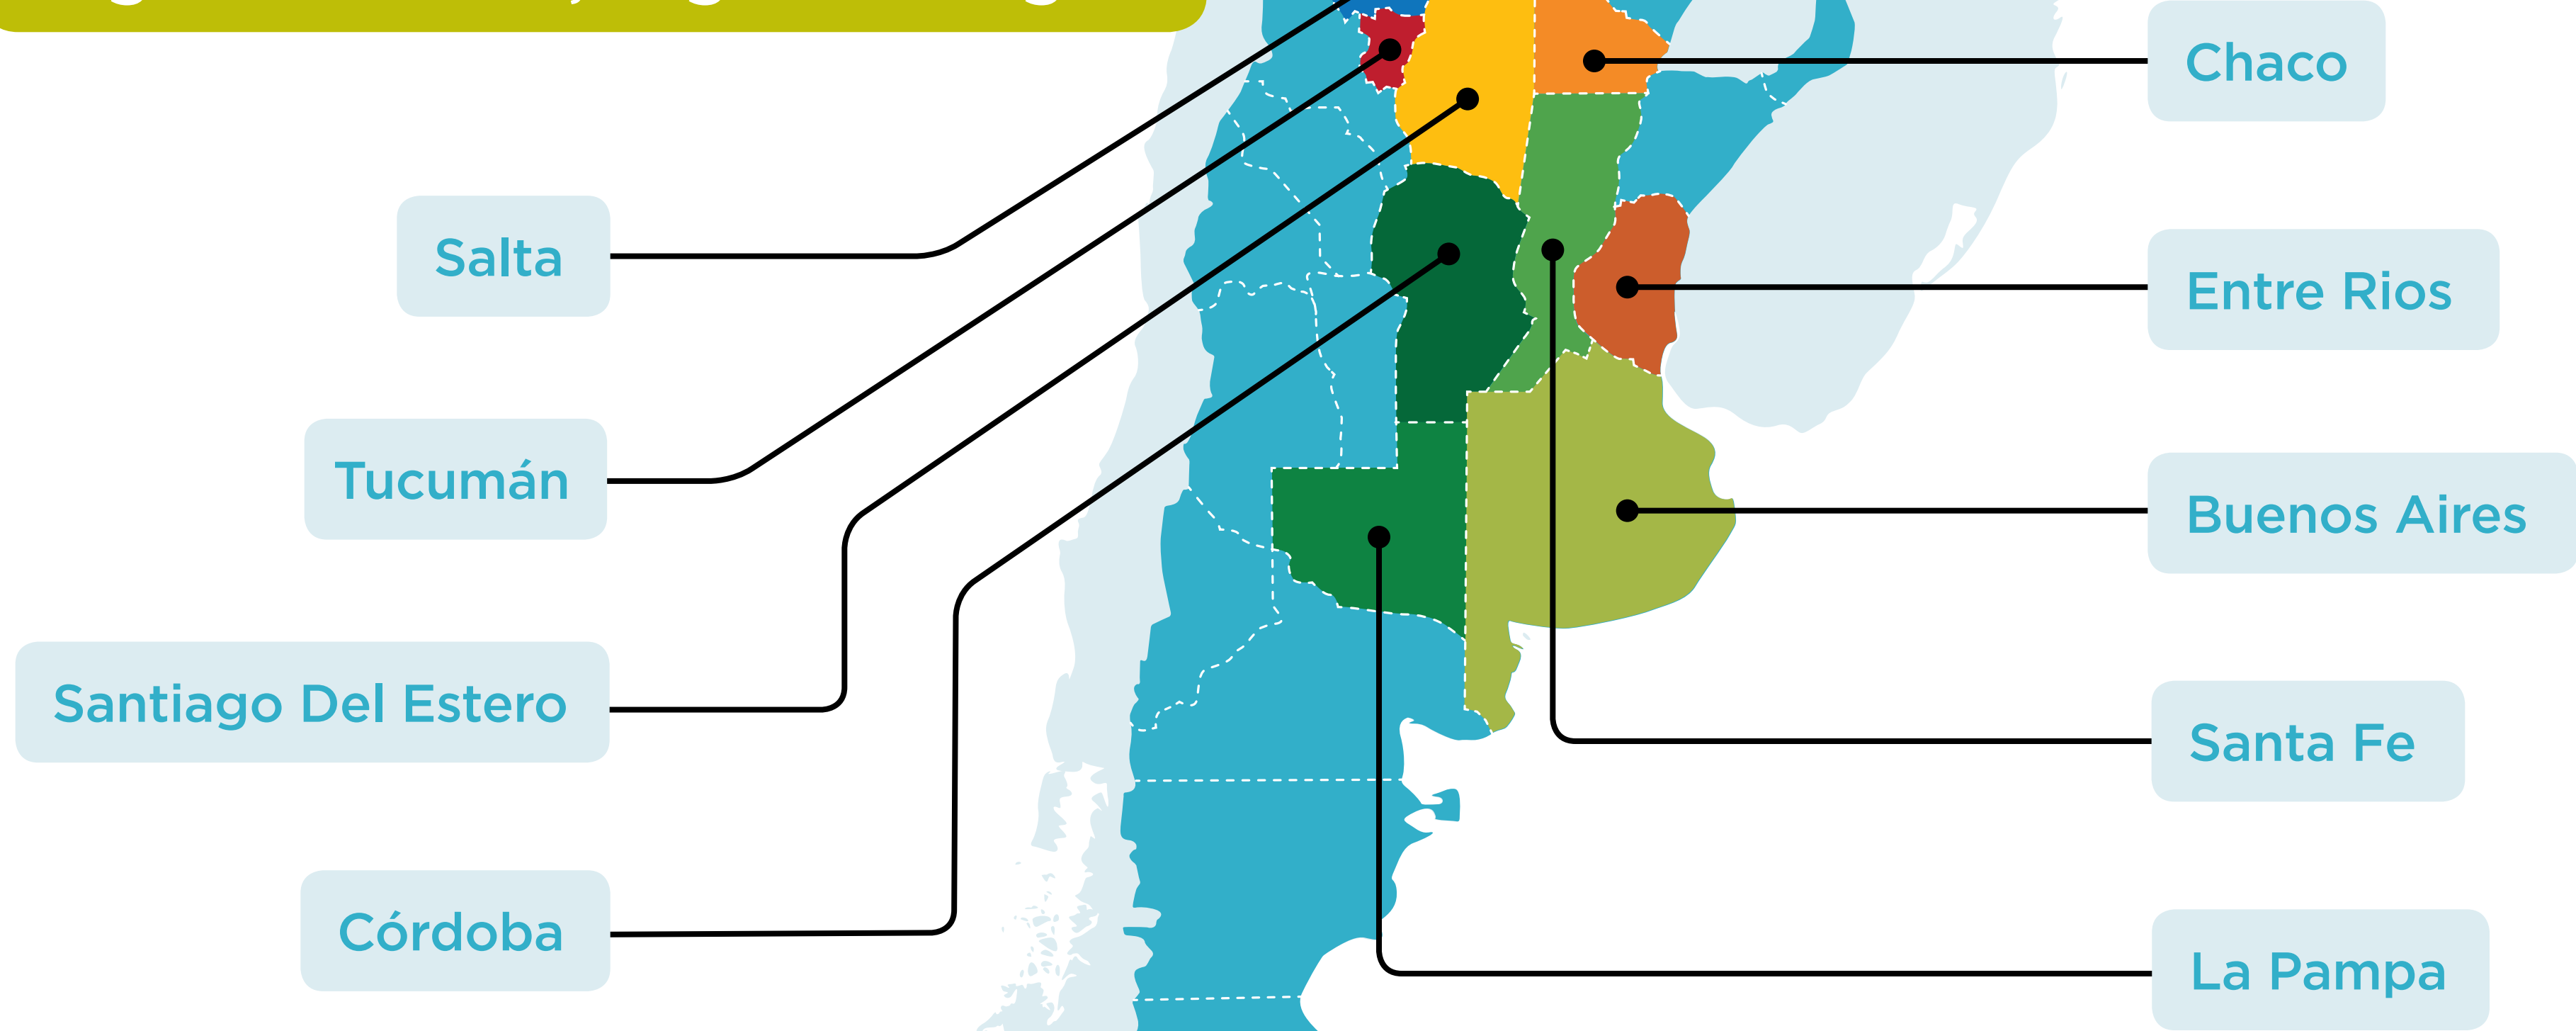 Salta
Tucumán
Santiago Del Estero
Córdoba
Chaco
Entre Rios
Buenos Aires
Santa Fe
La Pampa